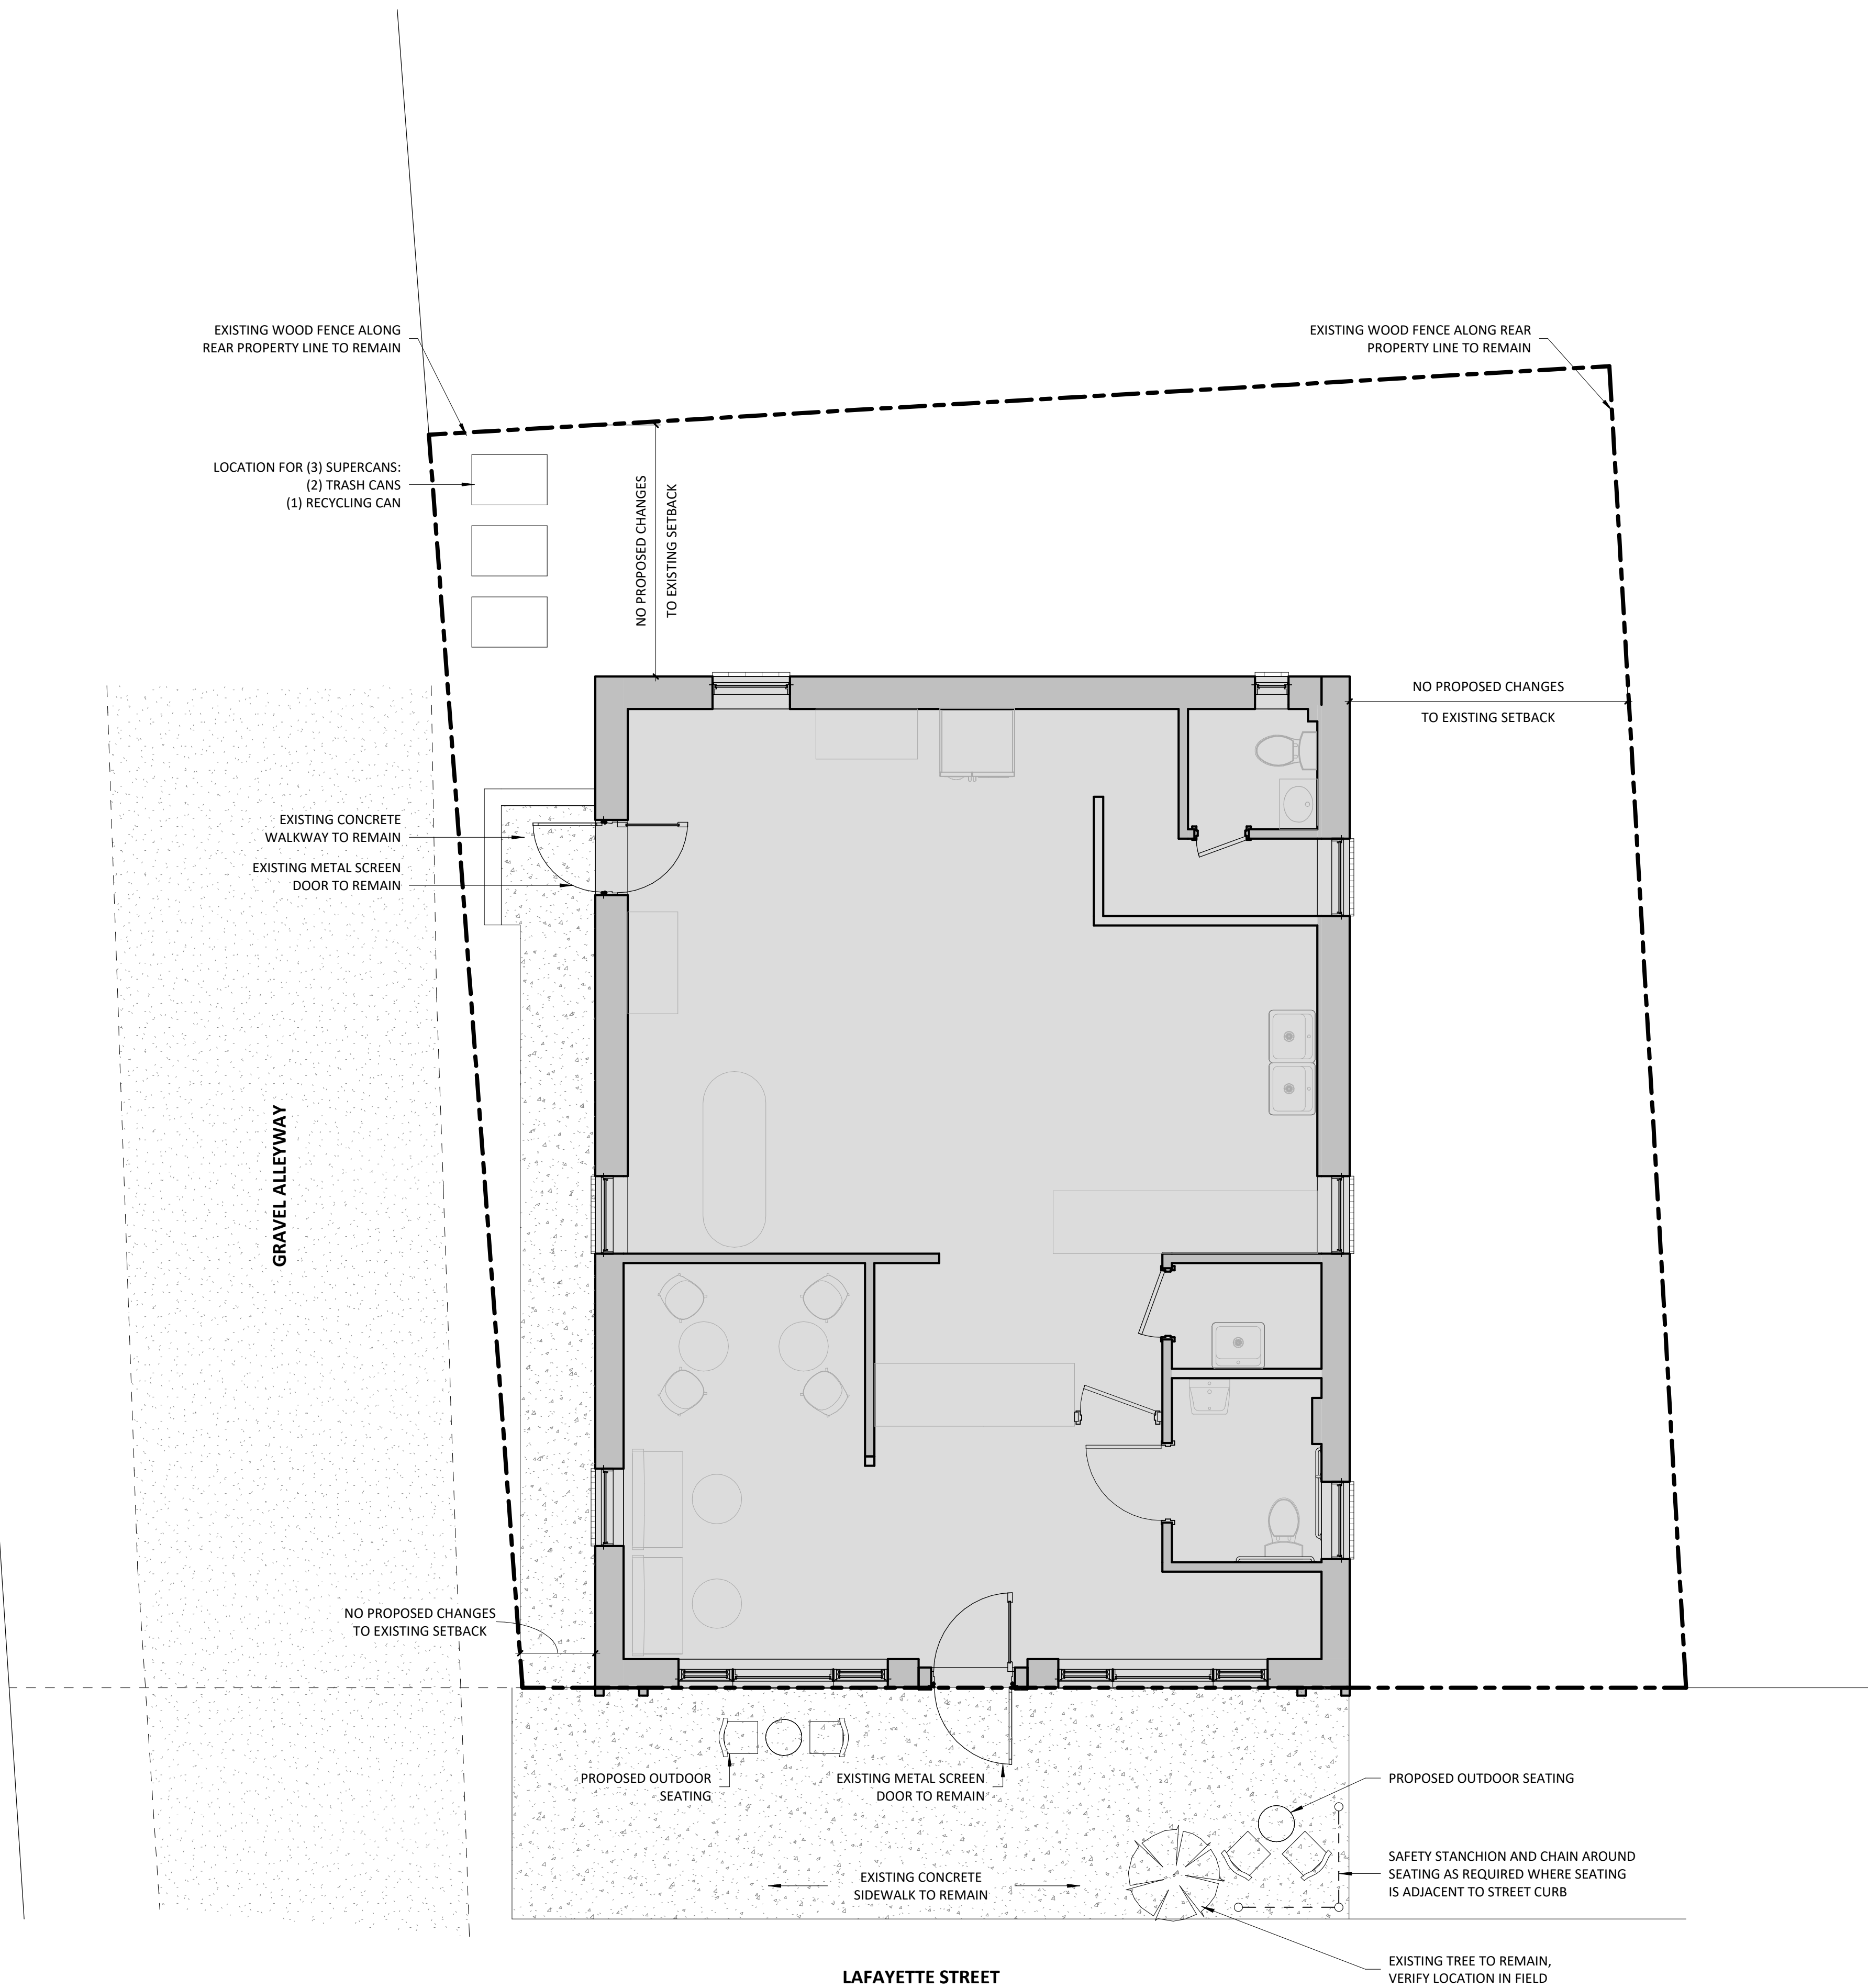 EXISTING WOOD FENCE ALONG
REAR PROPERTY LINE TO REMAIN
EXISTING WOOD FENCE ALONG REAR
PROPERTY LINE TO REMAIN
LOCATION FOR (3) SUPERCANS:
(2) TRASH CANS
(1) RECYCLING CAN
NO PROPOSED CHANGES
TO EXISTING SETBACK
NO PROPOSED CHANGES
TO EXISTING SETBACK
EXISTING CONCRETE
WALKWAY TO REMAIN
EXISTING METAL SCREEN
DOOR TO REMAIN
GRAVEL ALLEYWAY
NO PROPOSED CHANGES
TO EXISTING SETBACK
PROPOSED OUTDOOR
SEATING
EXISTING METAL SCREEN
DOOR TO REMAIN
PROPOSED OUTDOOR SEATING
SAFETY STANCHION AND CHAIN AROUND
SEATING AS REQUIRED WHERE SEATING
IS ADJACENT TO STREET CURB
EXISTING CONCRETE
SIDEWALK TO REMAIN
EXISTING TREE TO REMAIN,
VERIFY LOCATION IN FIELD
LAFAYETTE STREET